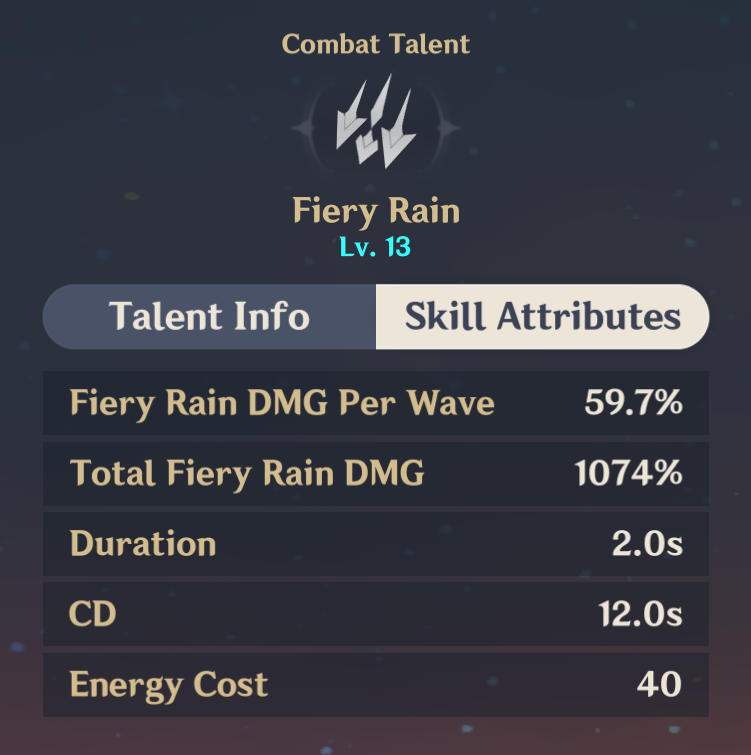 Combat Talent
Fiery Rain
Lv. 13
Talent Info Skill Attributes
Fiery Rain DMG Per Wave 59.7%
Total Fiery Rain DMG 1074%
Duration 2.0s
CD 12.0s
Energy Cost 40